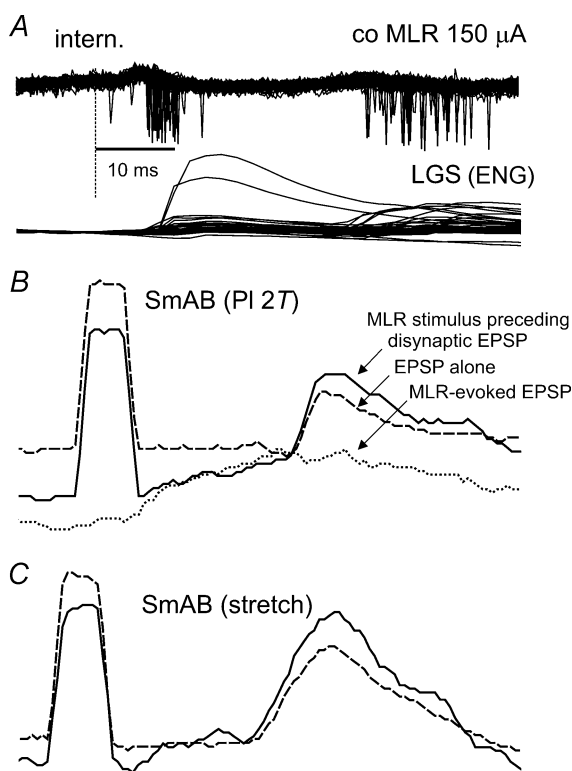 A
intern.
co MLR 150 μA
10 ms
LGS (ENG)
B
SmAB (Pl 2T)
MLR stimulus preceding
disynaptic EPSP
EPSP alone
MLR-evoked EPSP
C
SmAB (stretch)